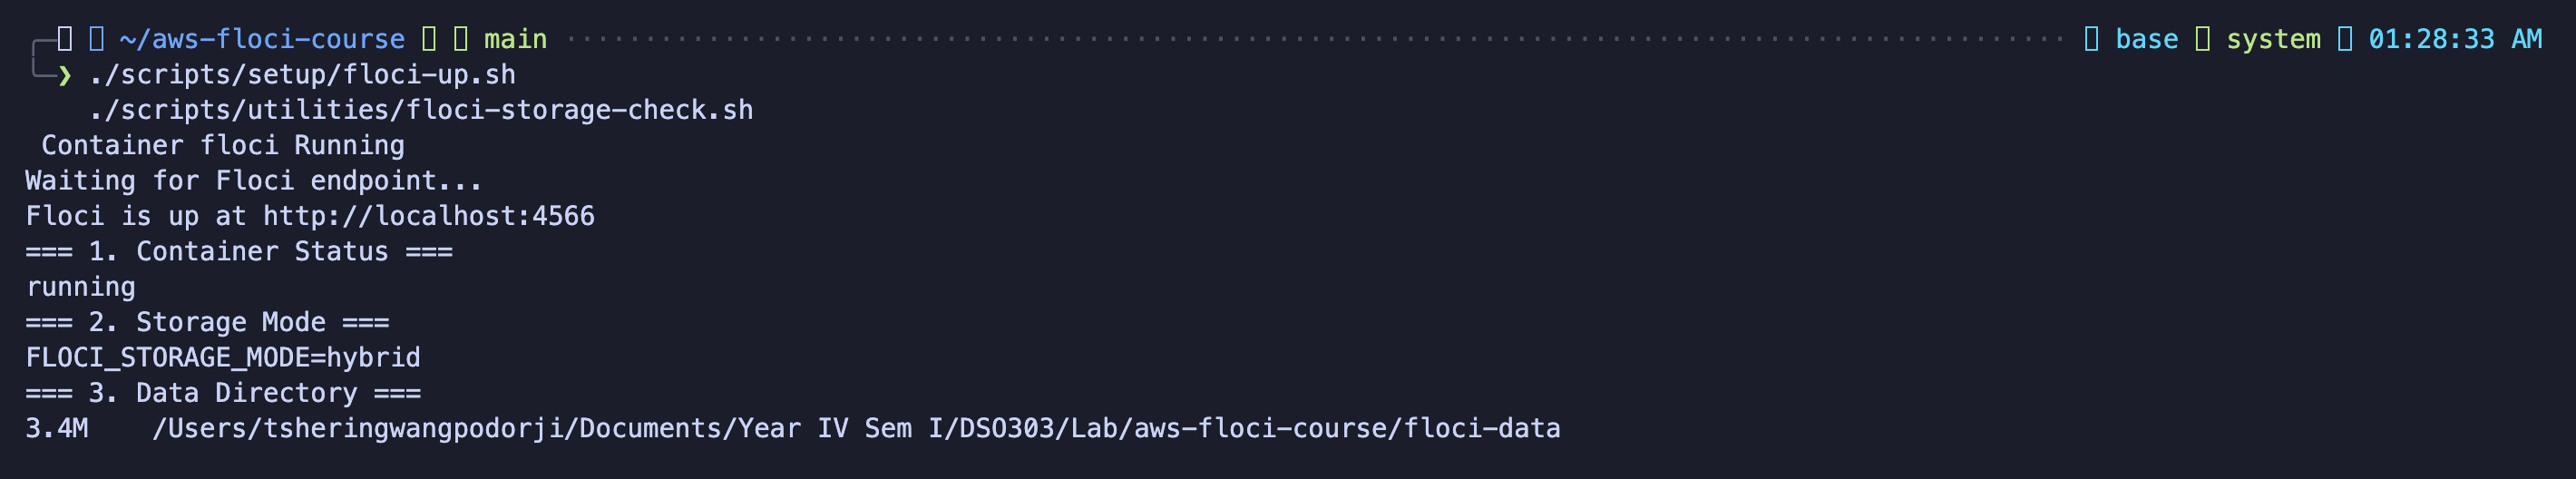 ~/aws-floci-course main base system 01:28:33 AM
❯ ./scripts/setup/floci-up.sh
./scripts/utilities/floci-storage-check.sh
Container floci Running
Waiting for Floci endpoint...
Floci is up at http://localhost:4566
=== 1. Container Status ===
running
=== 2. Storage Mode ===
FLOCI_STORAGE_MODE=hybrid
=== 3. Data Directory ===
3.4M /Users/tsheringwangpodorji/Documents/Year IV Sem I/DSO303/Lab/aws-floci-course/floci-data